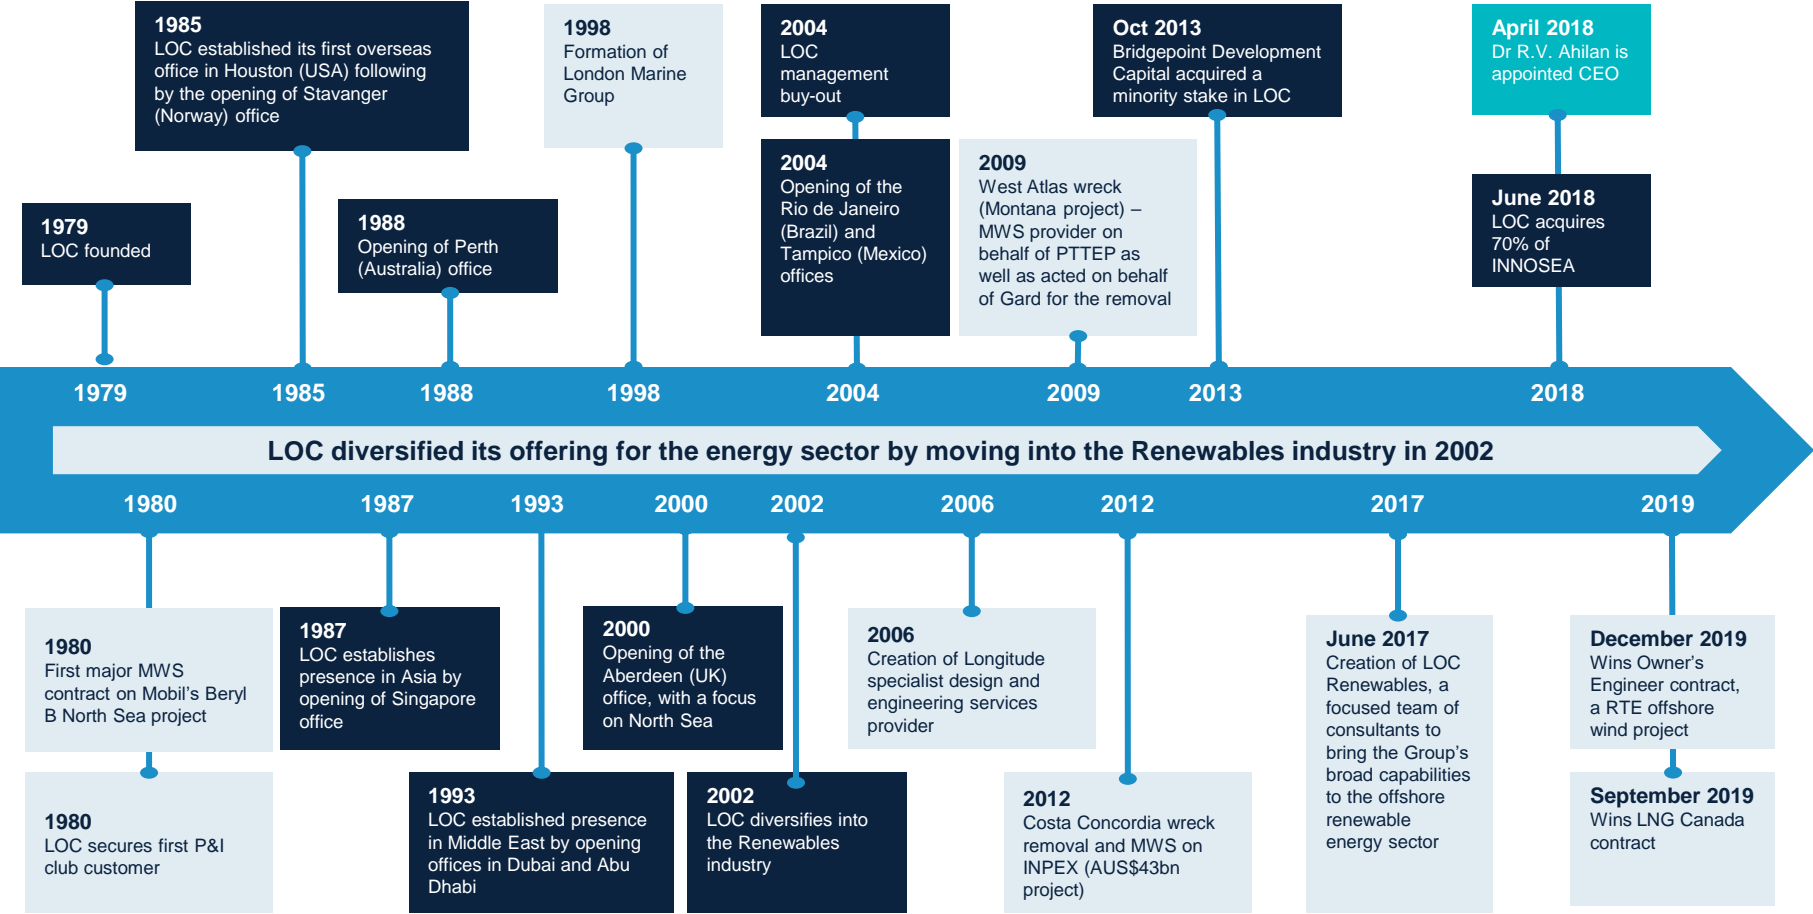 1985
LOC established its first overseas
office in Houston (USA) following
by the opening of Stavanger
(Norway) office
1998
Formation of
London Marine
Group
2004
LOC
management
buy-out
Oct 2013
Bridgepoint Development
Capital acquired a
minority stake in LOC
April 2018
Dr R.V. Ahilan is
appointed CEO
1979
LOC founded
1988
Opening of Perth
(Australia) office
2004
Opening of the
Rio de Janeiro
(Brazil) and
Tampico (Mexico)
offices
2009
West Atlas wreck
(Montana project) –
MWS provider on
behalf of PTTEP as
well as acted on behalf
of Gard for the removal
June 2018
LOC acquires
70% of
INNOSEA
1979 1985 1988 1998 2004 2009 2013 2018
LOC diversified its offering for the energy sector by moving into the Renewables industry in 2002
1980 1987 1993 2000 2002 2006 2012 2017 2019
1980
First major MWS
contract on Mobil's Beryl
B North Sea project
1987
LOC establishes
presence in Asia by
opening of Singapore
office
2000
Opening of the
Aberdeen (UK)
office, with a focus
on North Sea
2006
Creation of Longitude
specialist design and
engineering services
provider
June 2017
Creation of LOC
Renewables, a
focused team of
consultants to
bring the Group's
broad capabilities
to the offshore
renewable
energy sector
December 2019
Wins Owner's
Engineer contract,
a RTE offshore
wind project
1980
LOC secures first P&I
club customer
1993
LOC established presence
in Middle East by opening
offices in Dubai and Abu
Dhabi
2002
LOC diversifies into
the Renewables
industry
2012
Costa Concordia wreck
removal and MWS on
INPEX (AUS$43bn
project)
September 2019
Wins LNG Canada
contract